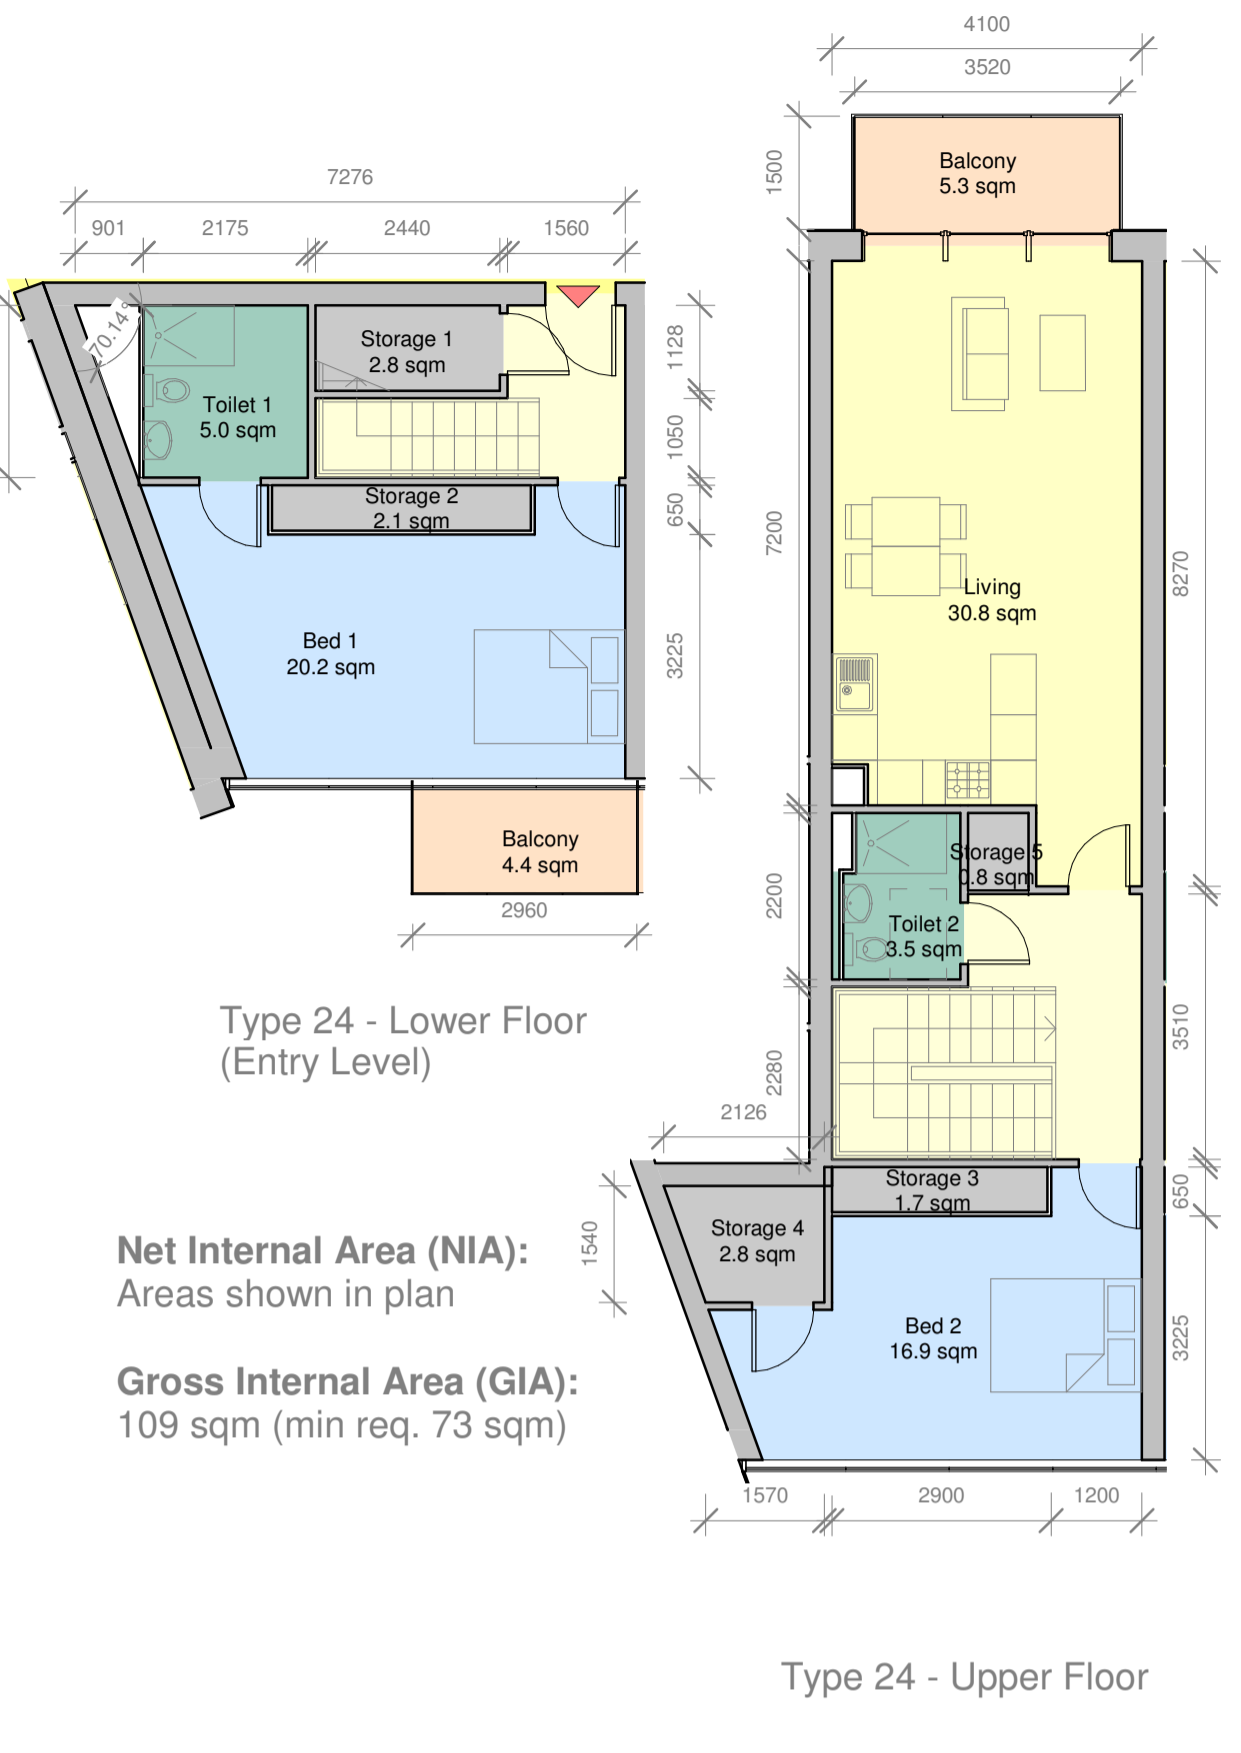 4100
3520
1500
Balcony
5.3 sqm
7276
901
2175
2440
1560
70.14°
Storage 1
2.8 sqm
1128
Toilet 1
5.0 sqm
1050
Storage 2
2.1 sqm
650
Bed 1
20.2 sqm
3225
Balcony
4.4 sqm
2960
Type 24 - Lower Floor
(Entry Level)
7200
Living
30.8 sqm
8270
Storage 5
0.8 sqm
2200
Toilet 2
3.5 sqm
3510
2280
2126
Storage 3
1.7 sqm
650
Storage 4
2.8 sqm
1540
Bed 2
16.9 sqm
3225
1570
2900
1200
Net Internal Area (NIA):
Areas shown in plan
Gross Internal Area (GIA):
109 sqm (min req. 73 sqm)
Type 24 - Upper Floor